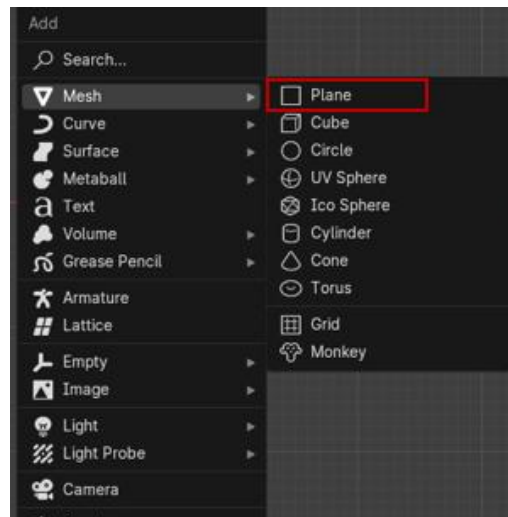 Add
Search...
Mesh
Curve
Surface
Metaball
Text
Volume
Grease Pencil
Armature
Lattice
Empty
Image
Light
Light Probe
Camera
Plane
Cube
Circle
UV Sphere
Ico Sphere
Cylinder
Cone
Torus
Grid
Monkey